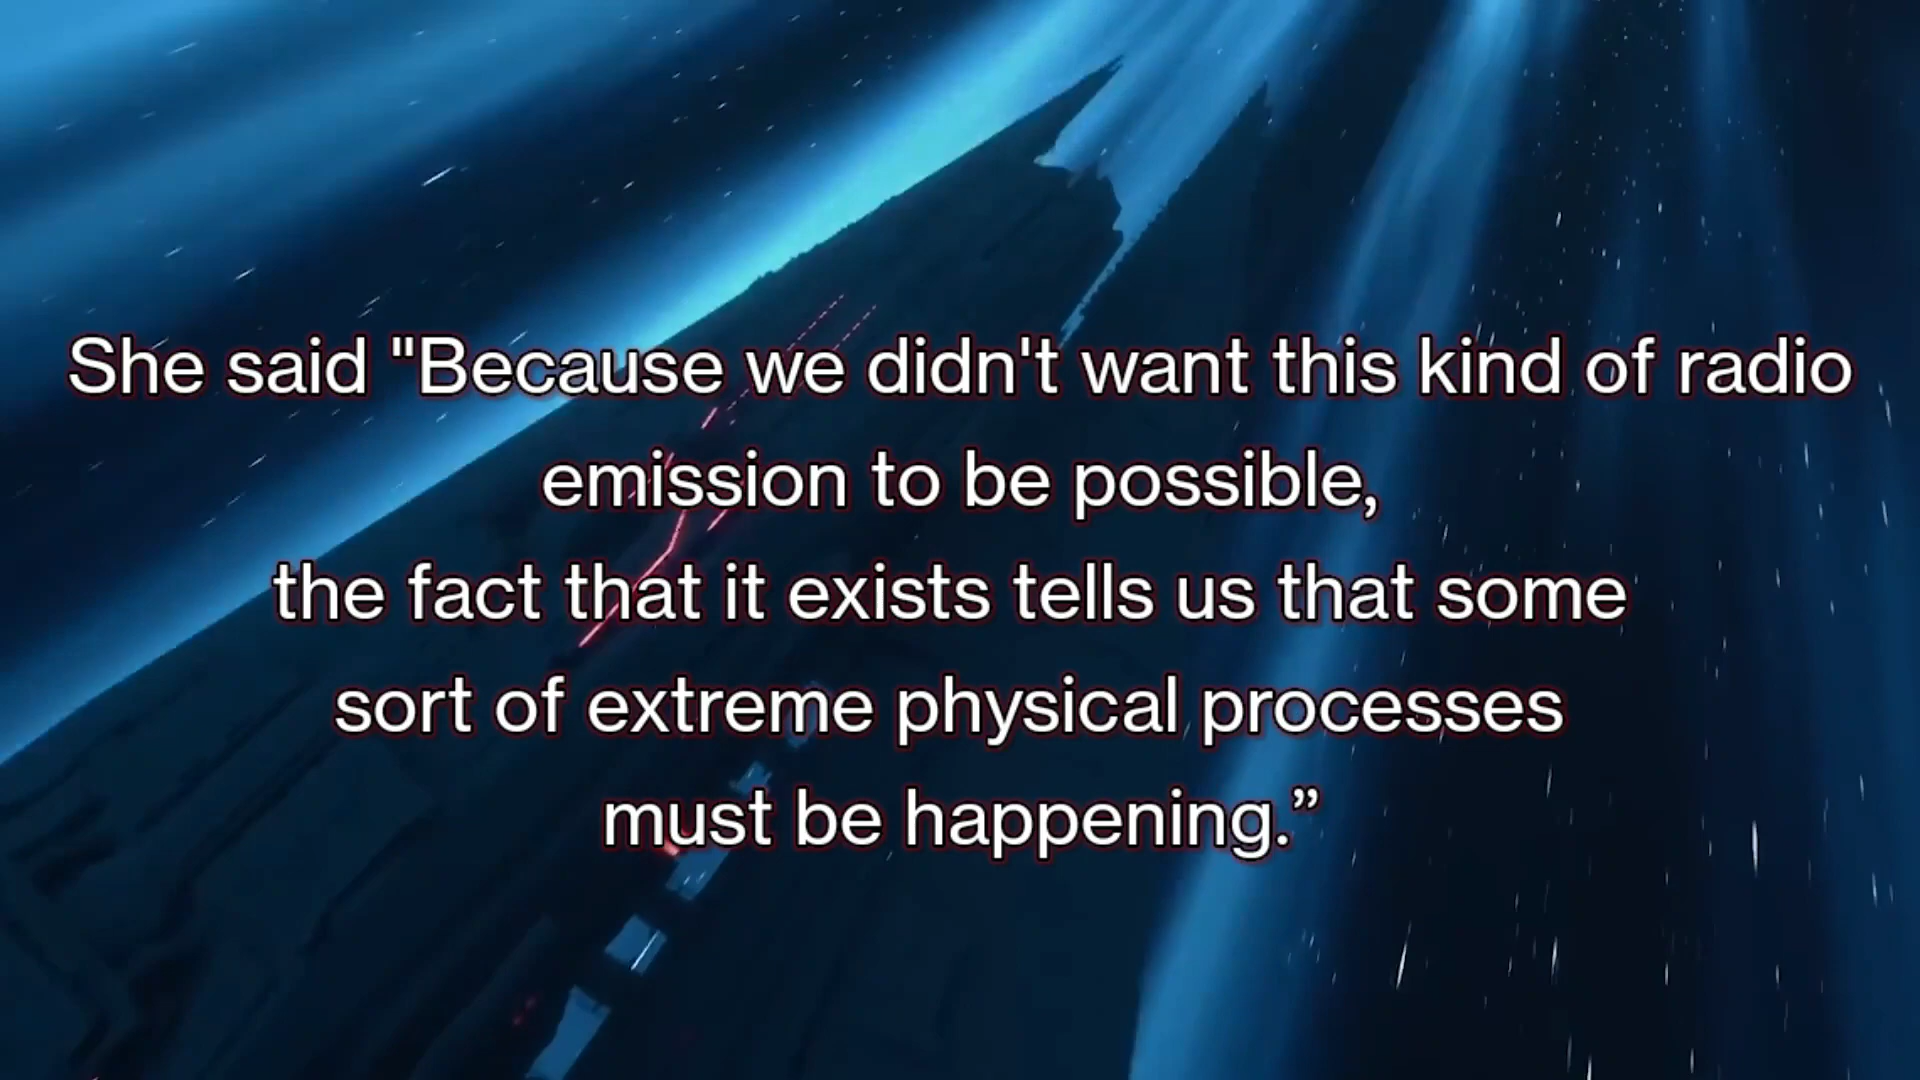 She said "Because we didn't want this kind of radio
emission to be possible,
the fact that it exists tells us that some
sort of extreme physical processes
must be happening.”